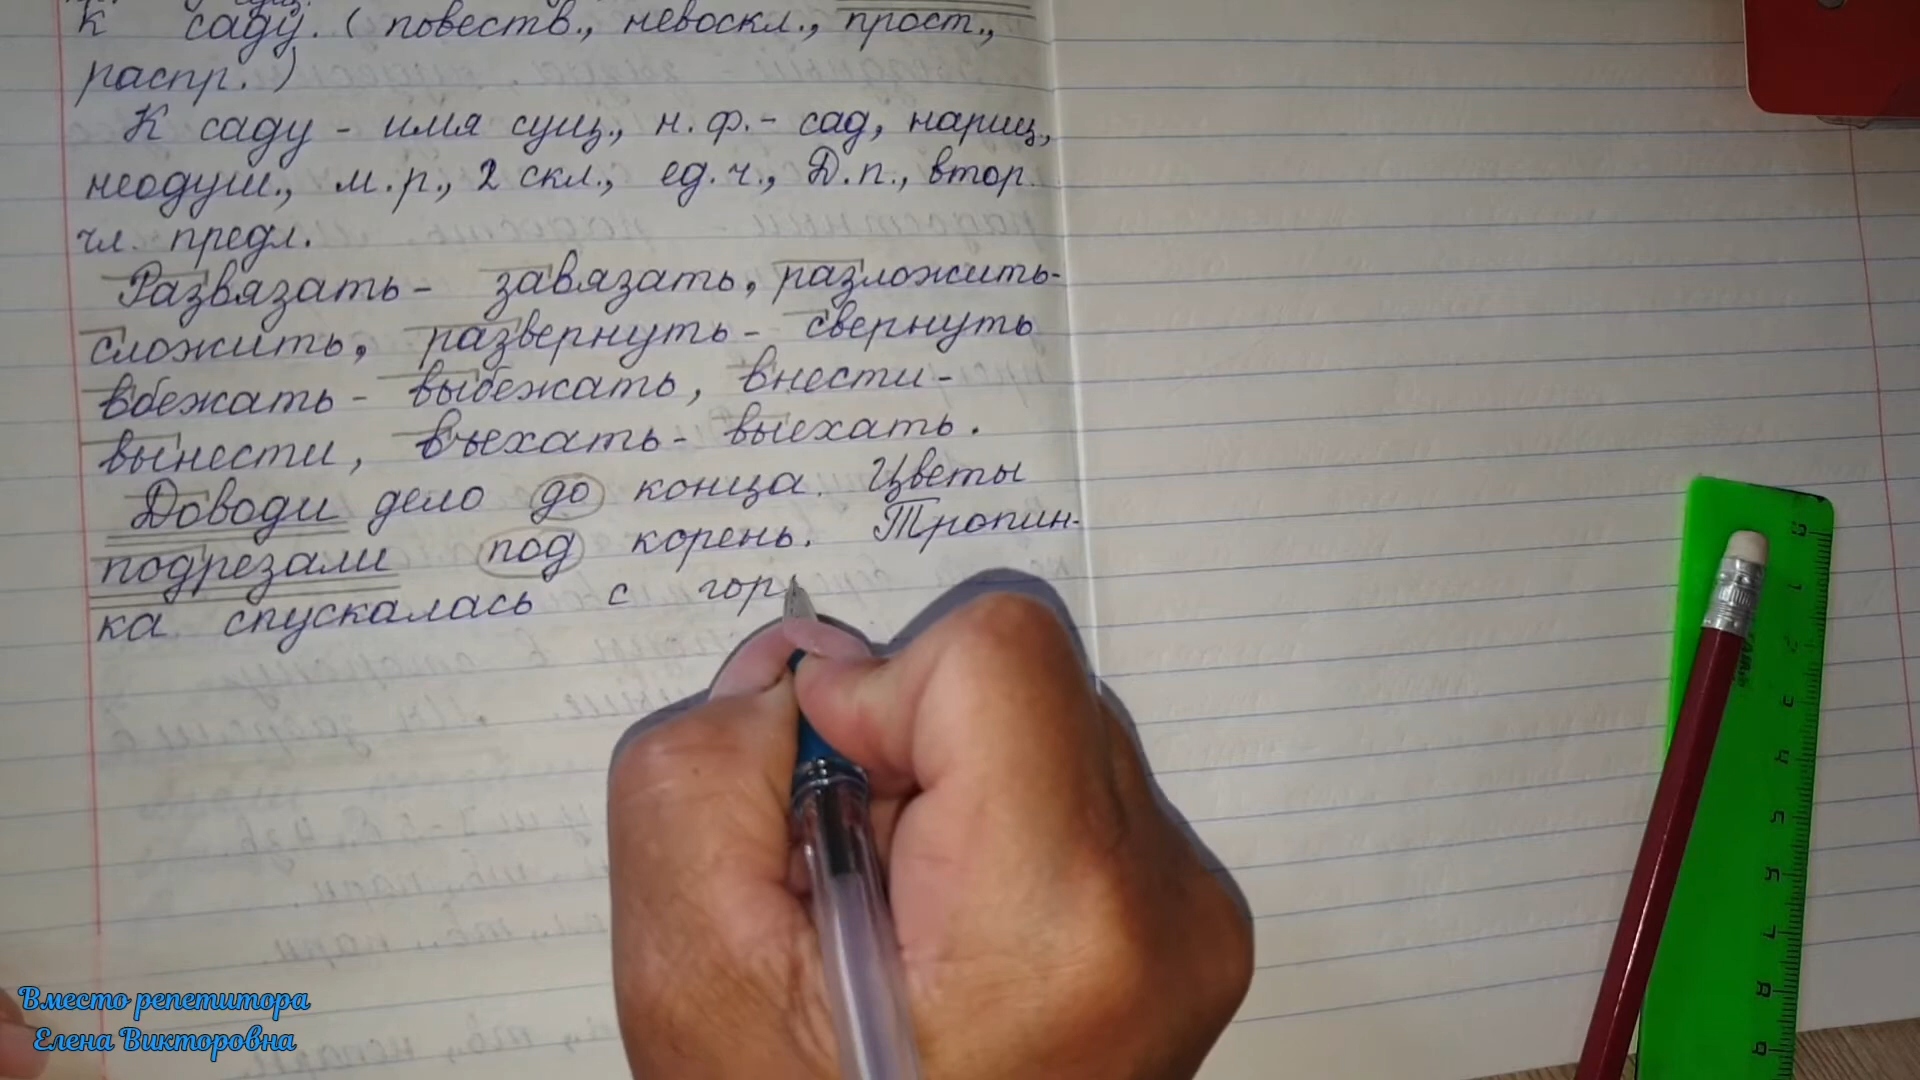 к саду. (повеств., невоскл., прост.,
распр.)
К саду - имя сущ., н.ф.- сад, нариц.,
неодуш., м.р., 2 скл., ед.ч., Д.п., втор.
чл. предл.
Развязать - завязать, разложить-
сложить, развернуть - свернуть
вбежать - выбежать, внести-
вынести, въехать - выехать.
Доводи дело до конца. Цветы
подрезали под корень. Тропин-
ка спускалась с гор
Вместо репетитора
Елена Викторовна